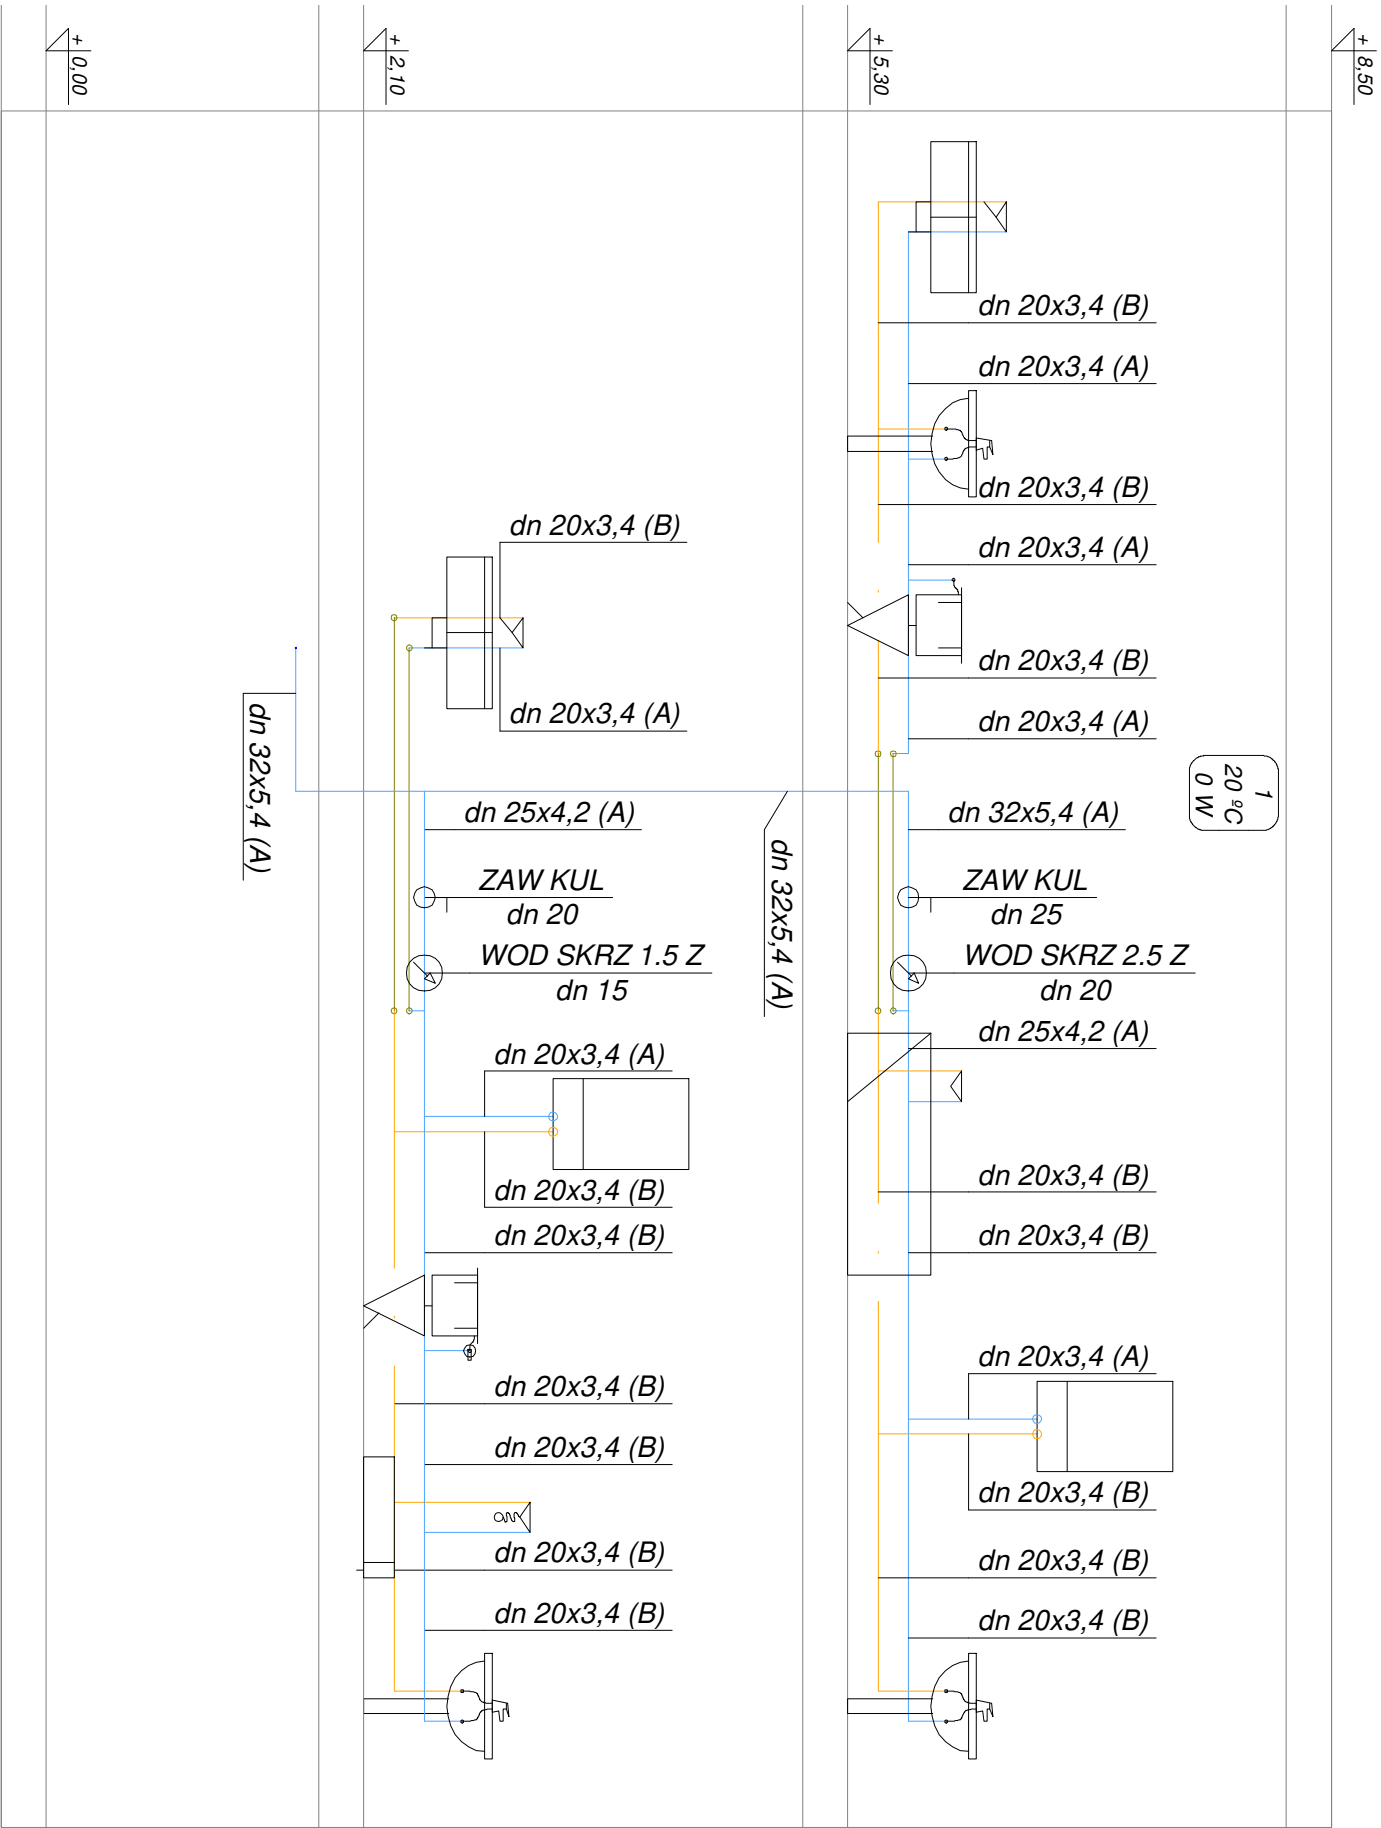 + 0,00
+ 2,10
+ 5,30
+ 8,50
dn 20x3,4 (B)
dn 20x3,4 (A)
dn 20x3,4 (B)
dn 20x3,4 (A)
dn 20x3,4 (B)
dn 20x3,4 (A)
1
20 ºC
0 W
dn 32x5,4 (A)
ZAW KUL
dn 25
WOD SKRZ 2.5 Z
dn 20
dn 25x4,2 (A)
dn 20x3,4 (B)
dn 20x3,4 (B)
dn 20x3,4 (A)
dn 20x3,4 (B)
dn 20x3,4 (B)
dn 20x3,4 (B)
dn 20x3,4 (B)
dn 20x3,4 (A)
dn 32x5,4 (A)
dn 32x5,4 (A)
dn 25x4,2 (A)
ZAW KUL
dn 20
WOD SKRZ 1.5 Z
dn 15
dn 20x3,4 (A)
dn 20x3,4 (B)
dn 20x3,4 (B)
dn 20x3,4 (B)
dn 20x3,4 (B)
dn 20x3,4 (B)
dn 20x3,4 (B)